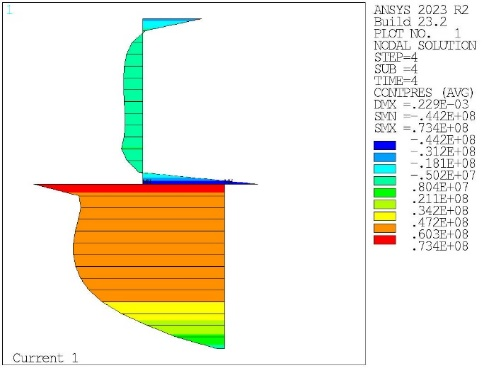 1
ANSYS 2023 R2
Build 23.2
PLOT NO. 1
NODAL SOLUTION
STEP=4
SUB =4
TIME=4
CONTPRES (AVG)
DMX =.229E-03
SMN =-.442E+08
SMX =.734E+08
-.442E+08
-.312E+08
-.181E+08
-.502E+07
.804E+07
.211E+08
.342E+08
.472E+08
.603E+08
.734E+08
Current 1